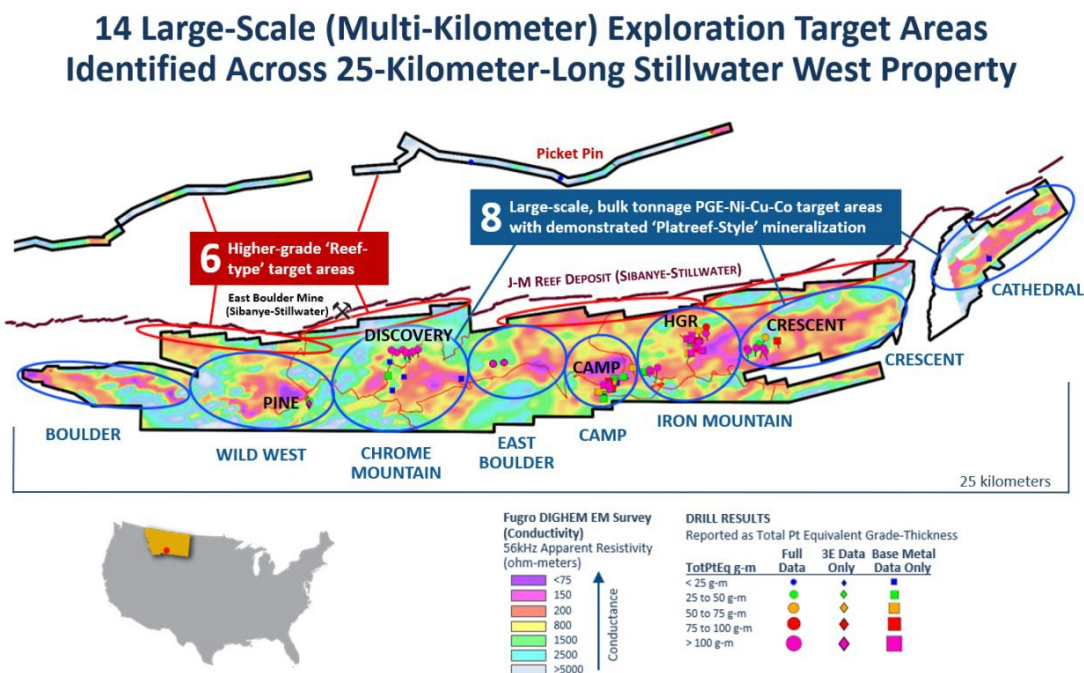 14 Large-Scale (Multi-Kilometer) Exploration Target Areas
Identified Across 25-Kilometer-Long Stillwater West Property
Picket Pin
6 Higher-grade 'Reef-
type' target areas
8 Large-scale, bulk tonnage PGE-Ni-Cu-Co target areas
with demonstrated 'Platreef-Style' mineralization
J-M REEF DEPOSIT (SIBANYE-STILLWATER)
East Boulder Mine
(Sibanye-Stillwater)
CATHEDRAL
DISCOVERY
HGR
CRESCENT
CRESCENT
CAMP
PINE
BOULDER
WILD WEST
CHROME
MOUNTAIN
EAST
BOULDER
CAMP
IRON MOUNTAIN
25 kilometers
Fugro DIGHEM EM Survey
(Conductivity)
56kHz Apparent Resistivity
(ohm-meters)
<75
150
200
800
1500
2500
>5000
Conductance
DRILL RESULTS
Reported as Total Pt Equivalent Grade-Thickness
TotPtEq g-m
Full
Data
3E Data
Only
Base Metal
Data Only
< 25 g-m
25 to 50 g-m
50 to 75 g-m
75 to 100 g-m
> 100 g-m